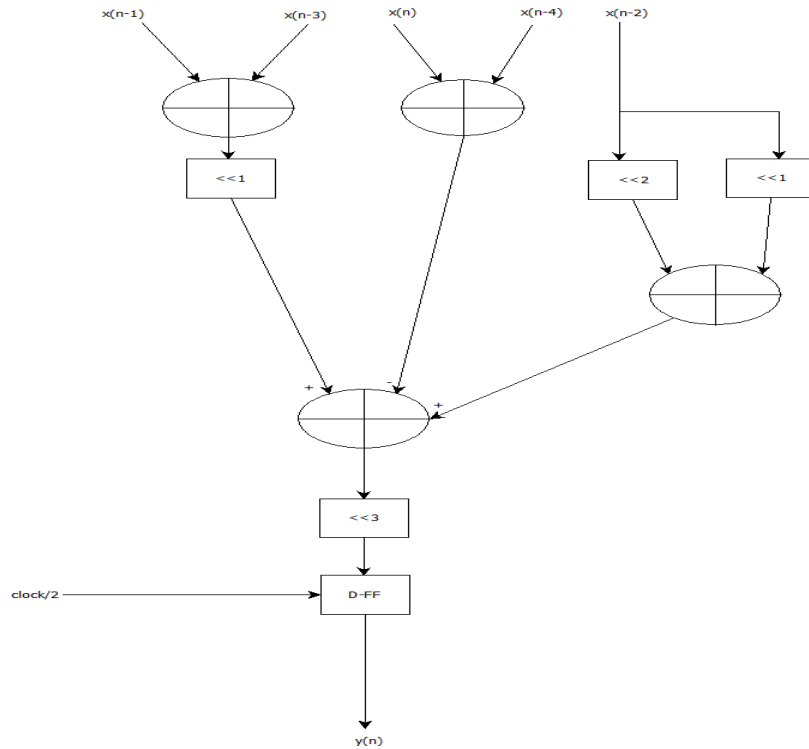 x(n-1)
x(n-3)
x(n)
x(n-4)
x(n-2)
<<1
<<2
<<1
+
-
+
<<3
clock/2
D-FF
y(n)